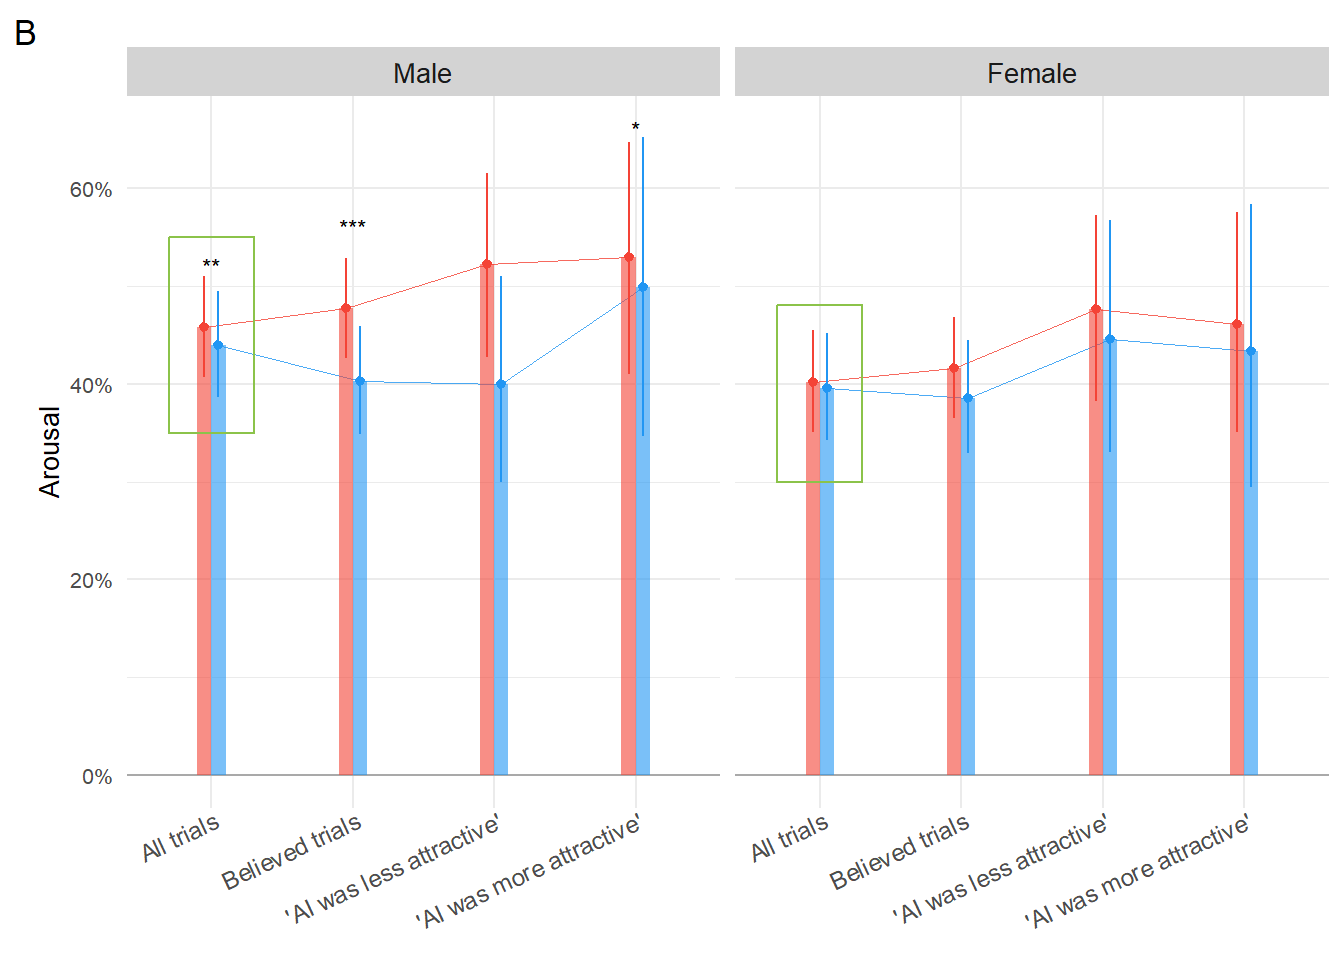 B
Male
Female
Arousal
60%
40%
20%
0%
**
***
*
All trials
Believed trials
'AI was less attractive'
'AI was more attractive'
All trials
Believed trials
'AI was less attractive'
'AI was more attractive'